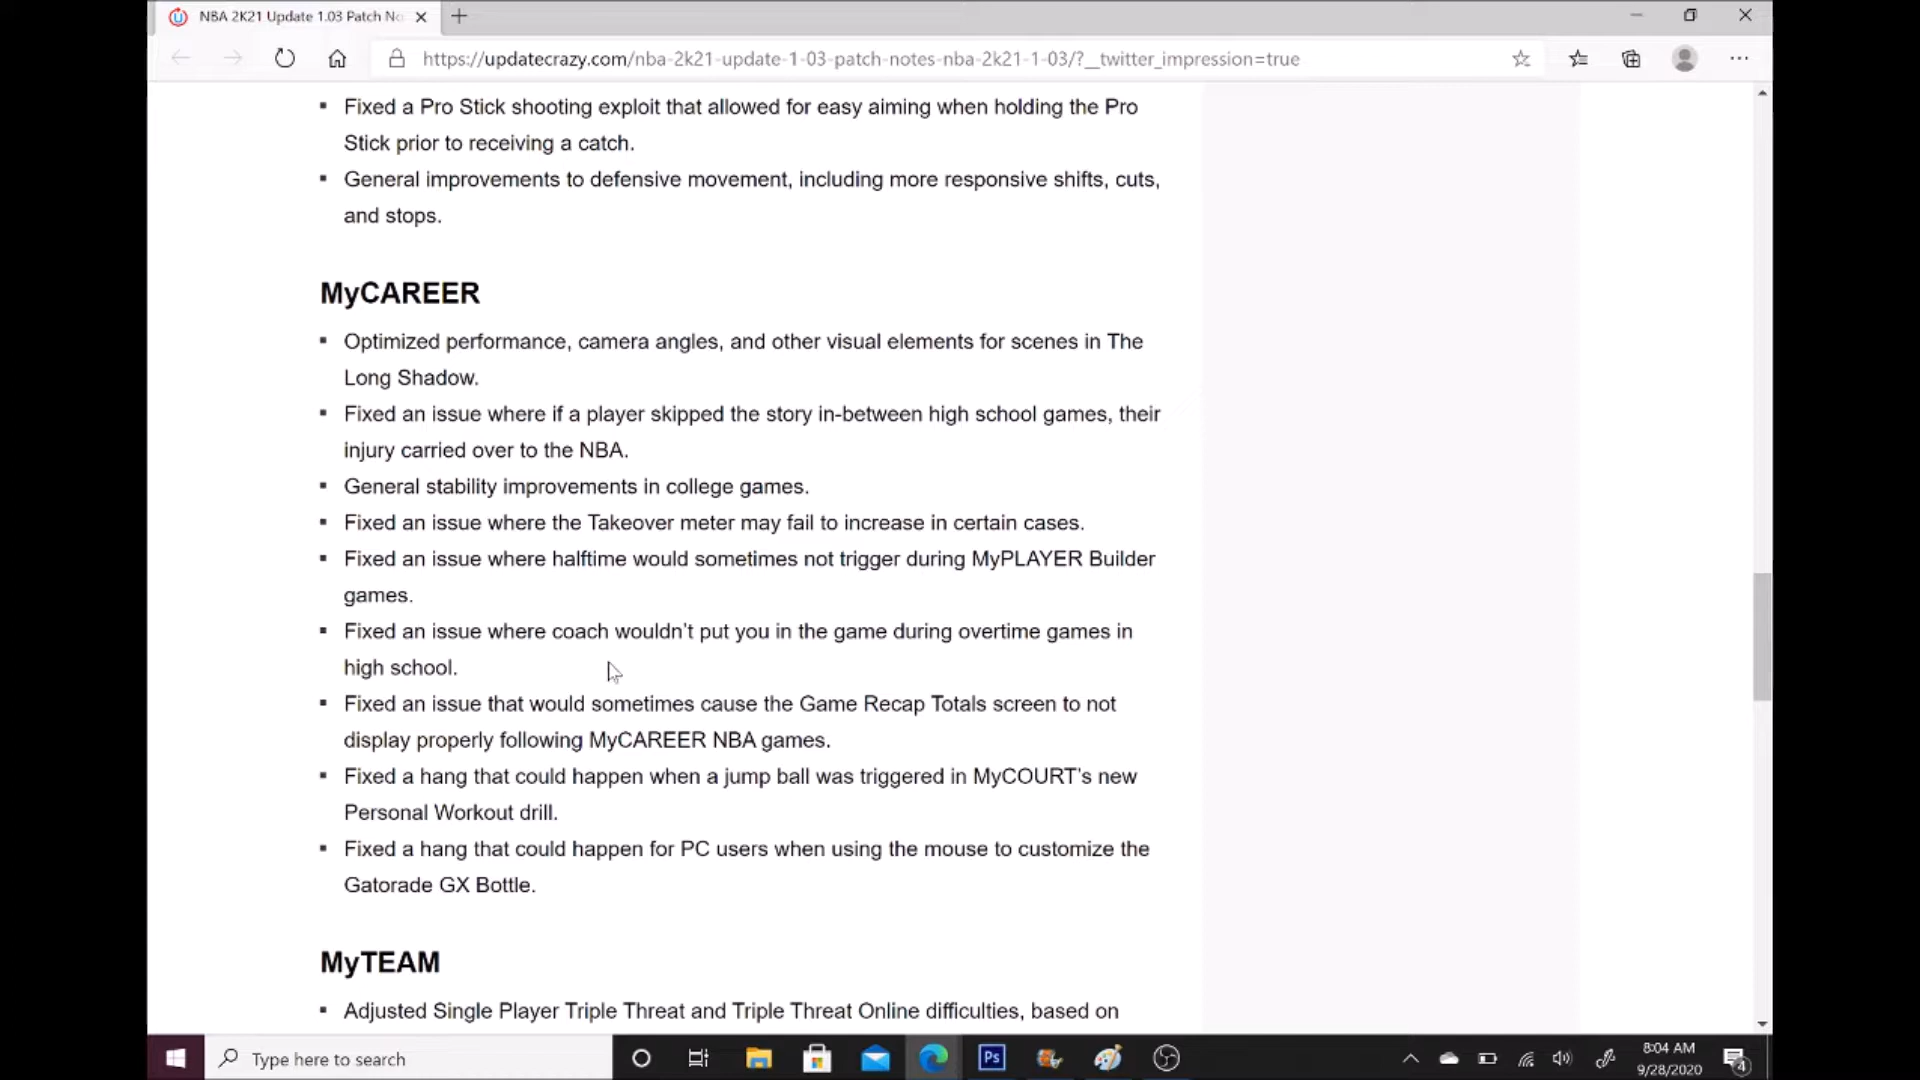 NBA 2K21 Update 1.03 Patch No
https://updatecrazy.com/nba-2k21-update-1-03-patch-notes-nba-2k21-1-03/?__twitter_impression=true
▪ Fixed a Pro Stick shooting exploit that allowed for easy aiming when holding the Pro
Stick prior to receiving a catch.
▪ General improvements to defensive movement, including more responsive shifts, cuts,
and stops.
MyCAREER
▪ Optimized performance, camera angles, and other visual elements for scenes in The
Long Shadow.
▪ Fixed an issue where if a player skipped the story in-between high school games, their
injury carried over to the NBA.
▪ General stability improvements in college games.
▪ Fixed an issue where the Takeover meter may fail to increase in certain cases.
▪ Fixed an issue where halftime would sometimes not trigger during MyPLAYER Builder
games.
▪ Fixed an issue where coach wouldn’t put you in the game during overtime games in
high school.
▪ Fixed an issue that would sometimes cause the Game Recap Totals screen to not
display properly following MyCAREER NBA games.
▪ Fixed a hang that could happen when a jump ball was triggered in MyCOURT’s new
Personal Workout drill.
▪ Fixed a hang that could happen for PC users when using the mouse to customize the
Gatorade GX Bottle.
MyTEAM
▪ Adjusted Single Player Triple Threat and Triple Threat Online difficulties, based on
Type here to search
Ps
8:04 AM
9/28/2020
4